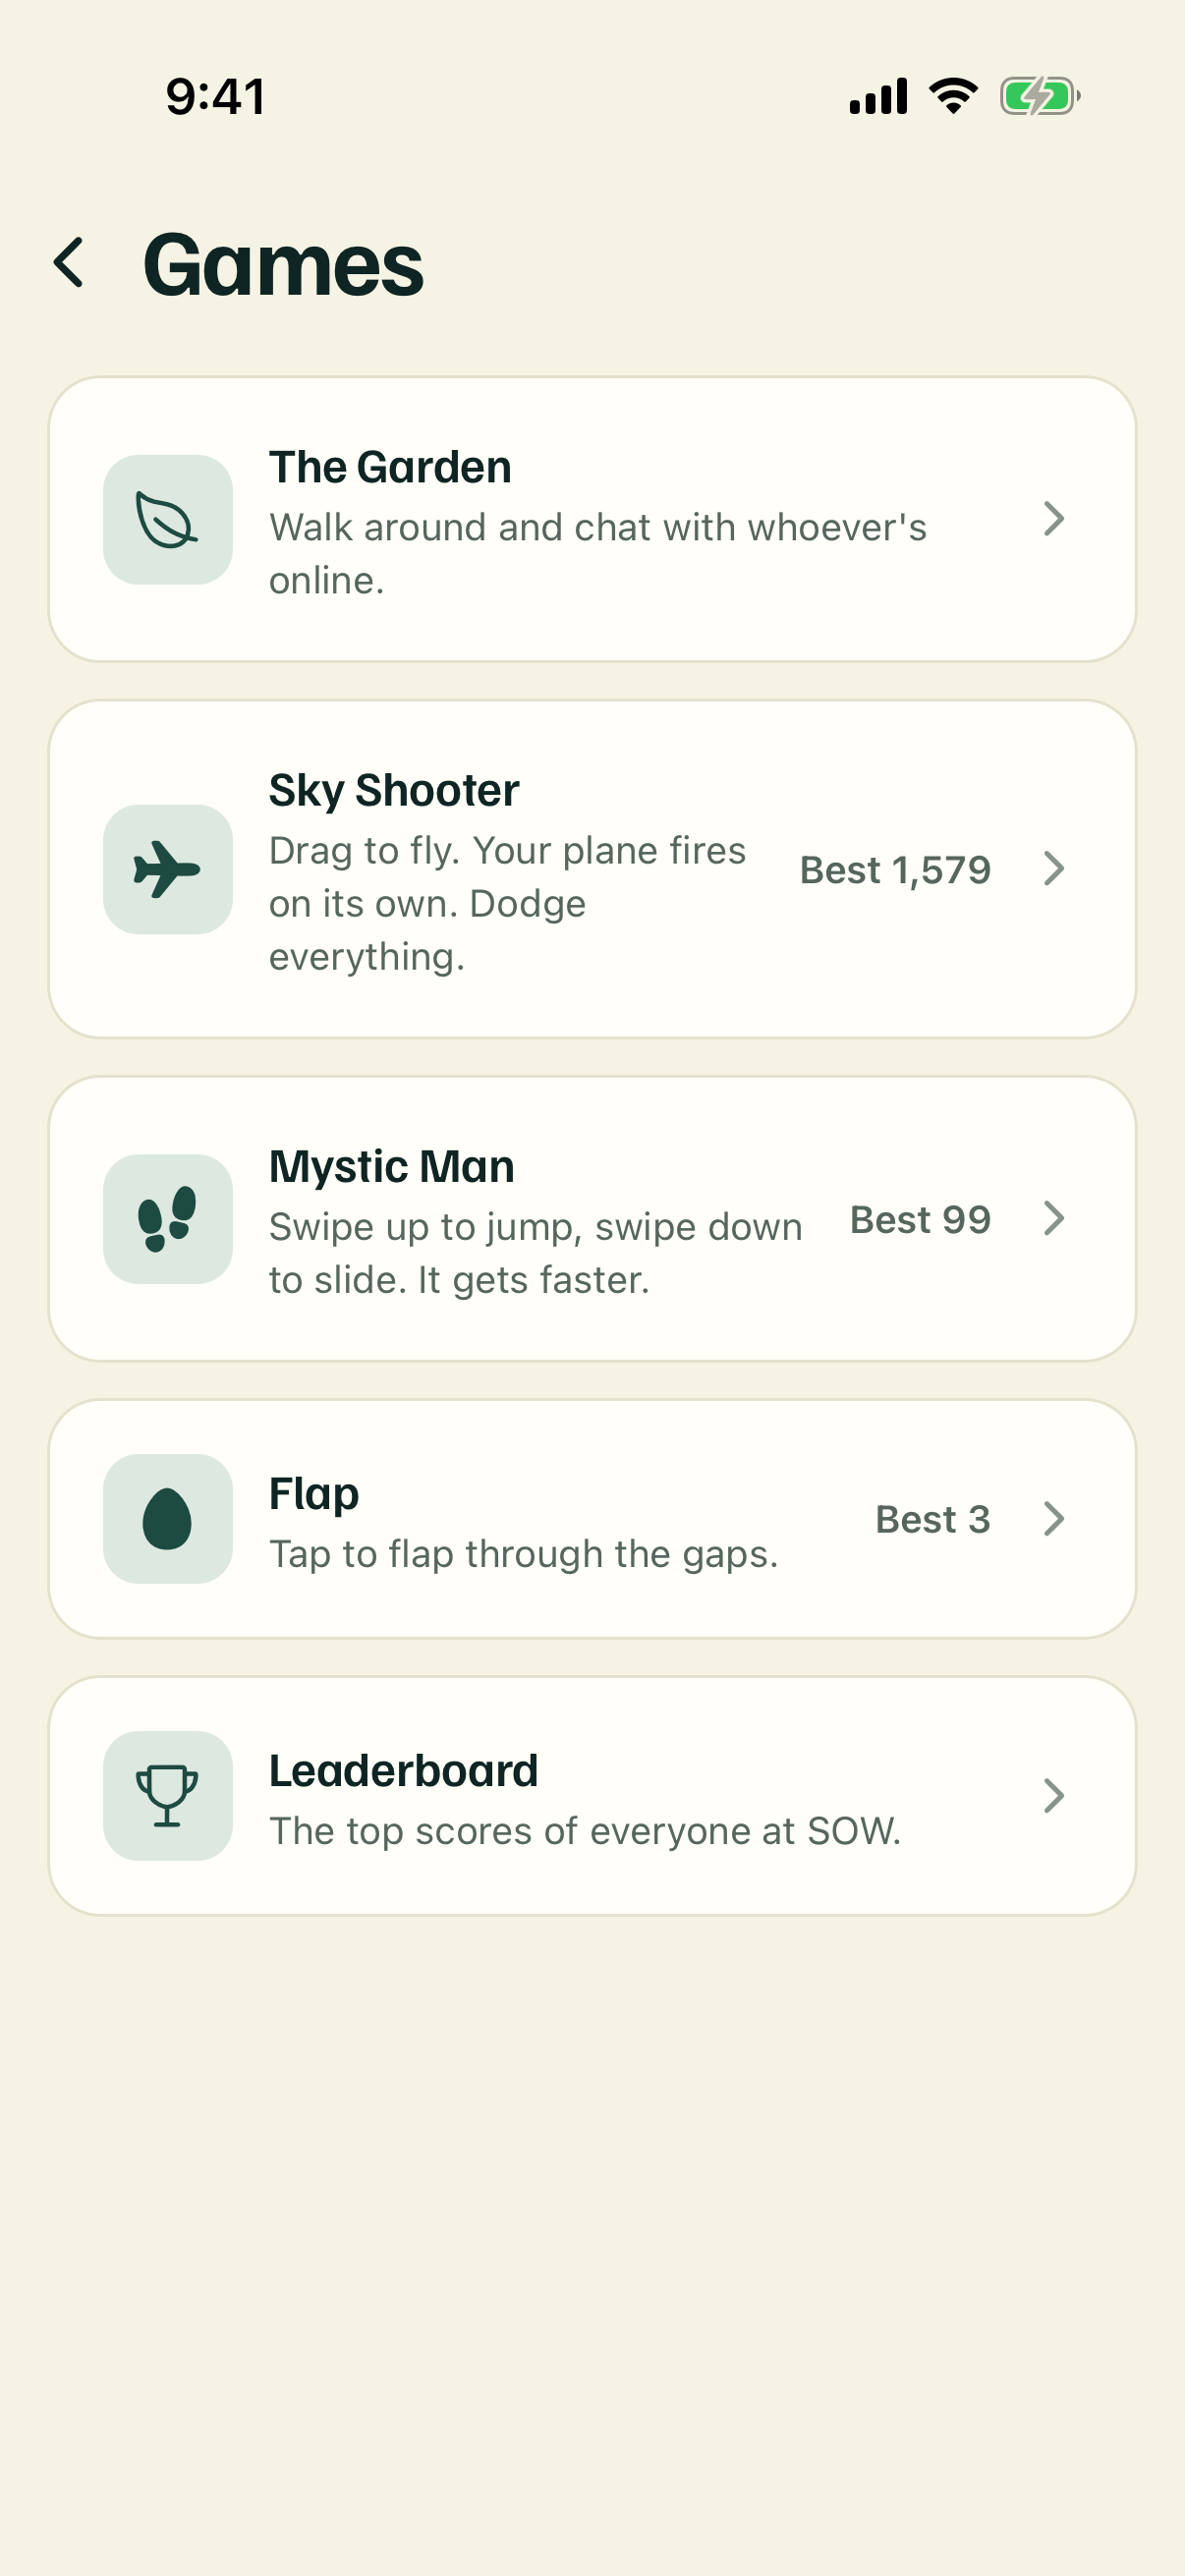 9:41
Games
The Garden
Walk around and chat with whoever's
online.
Sky Shooter
Drag to fly. Your plane fires
on its own. Dodge
everything.
Best 1,579
Mystic Man
Swipe up to jump, swipe down
to slide. It gets faster.
Best 99
Flap
Tap to flap through the gaps.
Best 3
Leaderboard
The top scores of everyone at SOW.